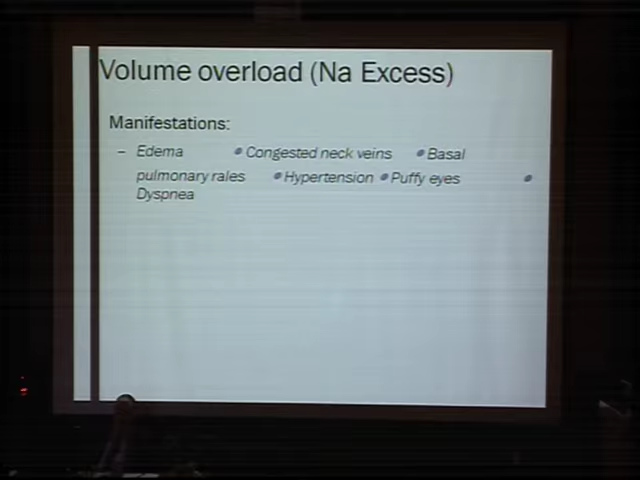 Volume overload (Na Excess)
Manifestations:
– Edema • Congested neck veins • Basal
pulmonary rales • Hypertension • Puffy eyes •
Dyspnea